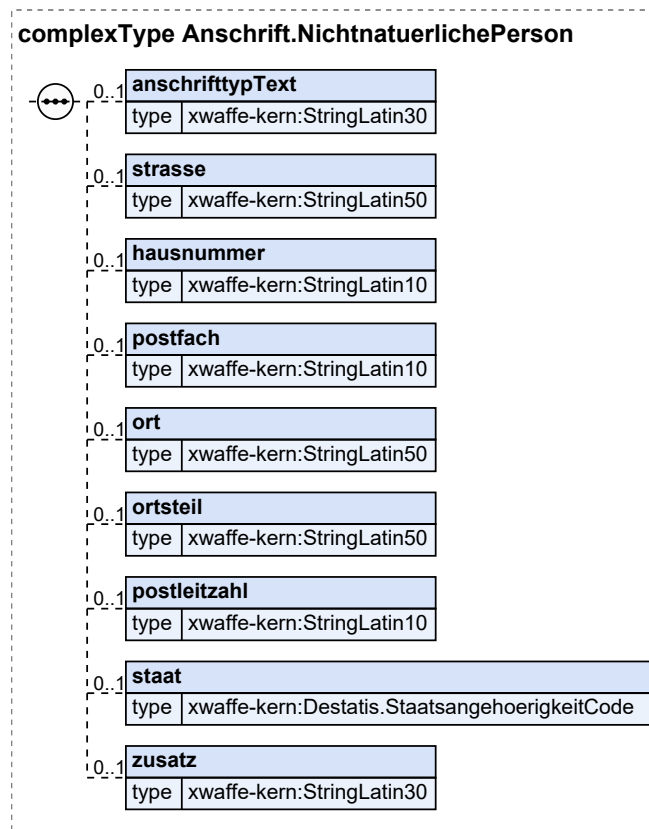 complexType Anschrift.NichtnatuerlichePerson
0..1 anschrifttypText
type xwaffe-kern:StringLatin30
0..1 strasse
type xwaffe-kern:StringLatin50
0..1 hausnummer
type xwaffe-kern:StringLatin10
0..1 postfach
type xwaffe-kern:StringLatin10
0..1 ort
type xwaffe-kern:StringLatin50
0..1 ortsteil
type xwaffe-kern:StringLatin50
0..1 postleitzahl
type xwaffe-kern:StringLatin10
0..1 staat
type xwaffe-kern:Destatis.StaatsangehoerigkeitCode
0..1 zusatz
type xwaffe-kern:StringLatin30